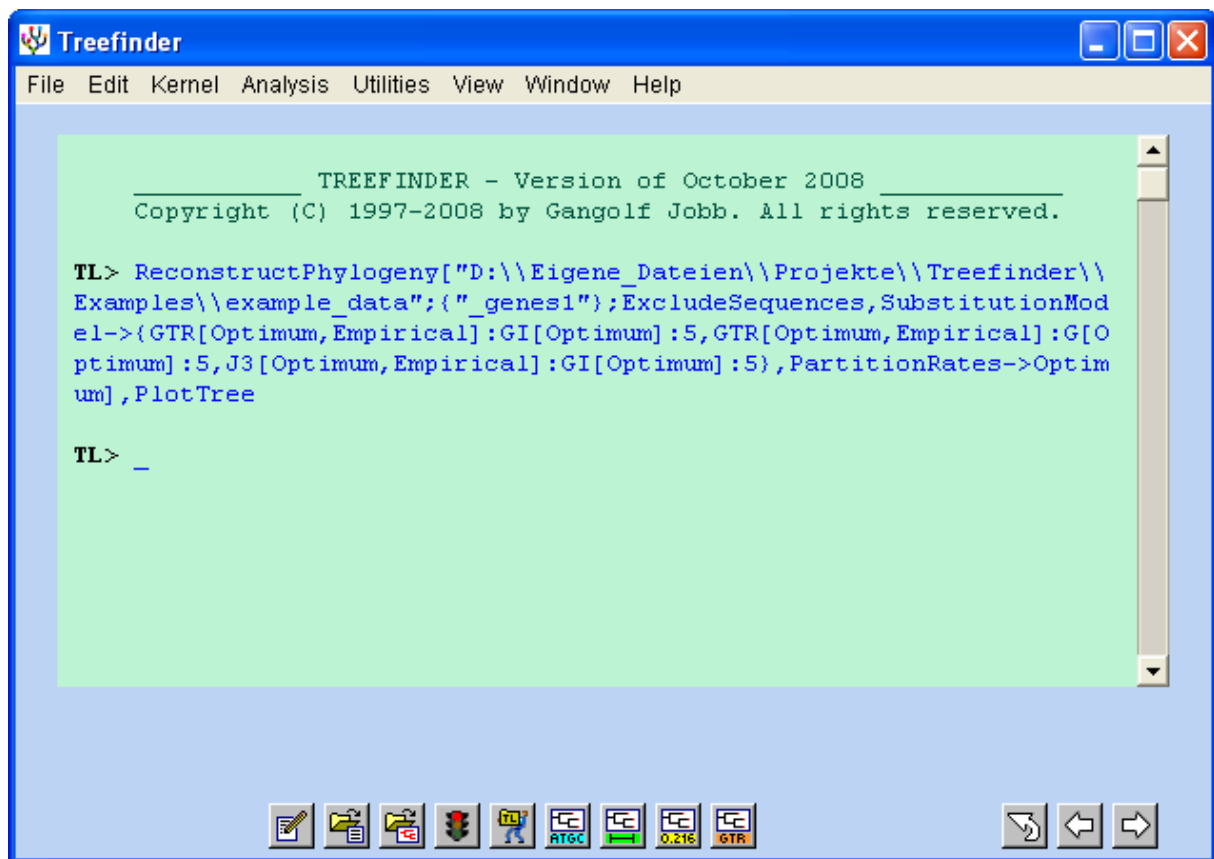 Treefinder
File Edit Kernel Analysis Utilities View Window Help
____________ TREEFINDER - Version of October 2008 _____________
Copyright (C) 1997-2008 by Gangolf Jobb. All rights reserved.
TL> ReconstructPhylogeny["D:\\Eigene_Dateien\\Projekte\\Treefinder\\
Examples\\example_data";{"_genes1"};ExcludeSequences,SubstitutionMod
el->{GTR[Optimum,Empirical]:GI[Optimum]:5,GTR[Optimum,Empirical]:G[O
ptimum]:5,J3[Optimum,Empirical]:GI[Optimum]:5},PartitionRates->Optim
um],PlotTree
TL> _
TL ATGC 0.216 GTR